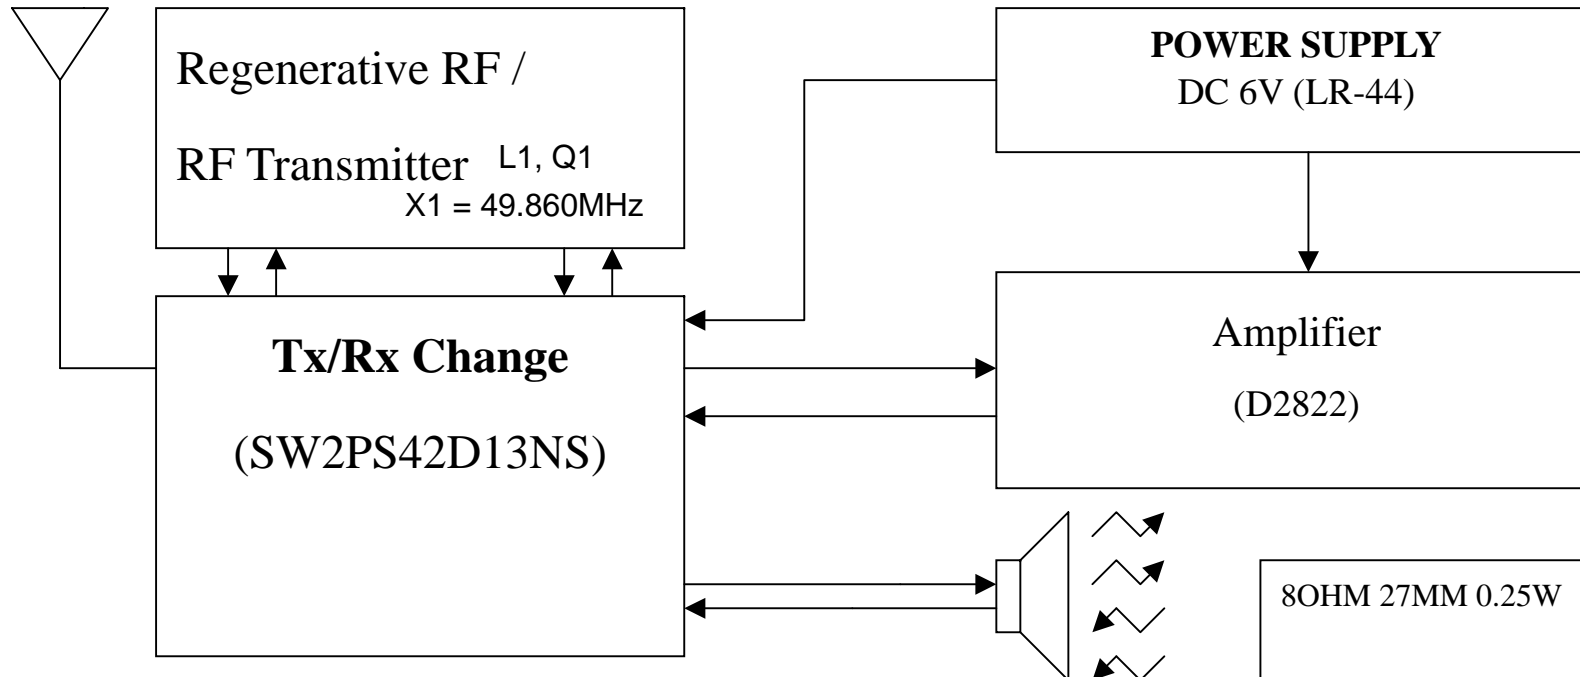 Regenerative RF /
RF Transmitter L1, Q1
X1 = 49.860MHz
POWER SUPPLY
DC 6V (LR-44)
Tx/Rx Change
(SW2PS42D13NS)
Amplifier
(D2822)
8OHM 27MM 0.25W